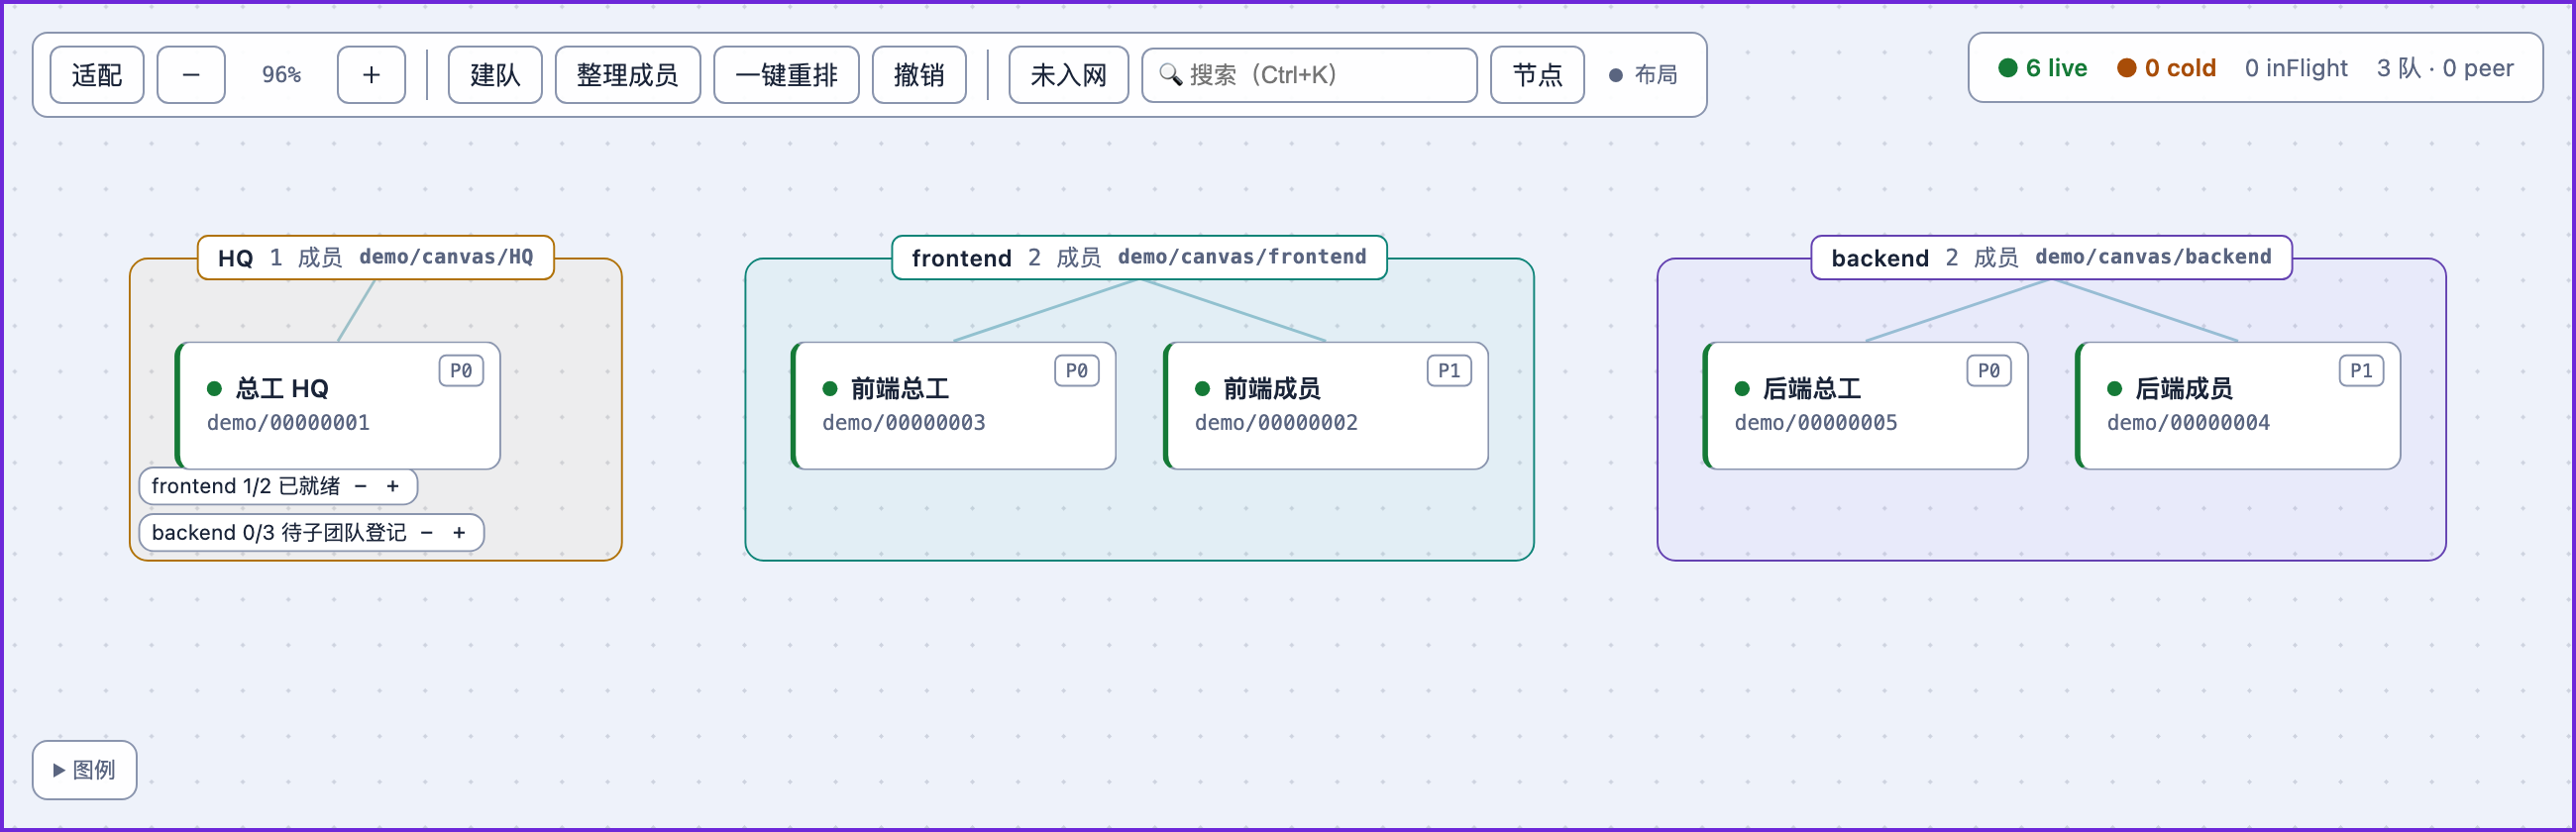 适配 − 96% + 建队 整理成员 一键重排 撤销 未入网 搜索（Ctrl+K） 节点 布局
6 live 0 cold 0 inFlight 3 队 · 0 peer
HQ 1 成员 demo/canvas/HQ
总工 HQ P0
demo/00000001
frontend 1/2 已就绪 − +
backend 0/3 待子团队登记 − +
frontend 2 成员 demo/canvas/frontend
前端总工 P0
demo/00000003
前端成员 P1
demo/00000002
backend 2 成员 demo/canvas/backend
后端总工 P0
demo/00000005
后端成员 P1
demo/00000004
图例